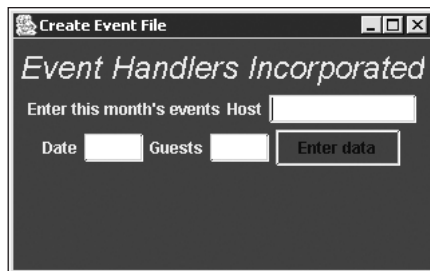 Create Event File
Event Handlers Incorporated
Enter this month's events Host
Date Guests Enter data